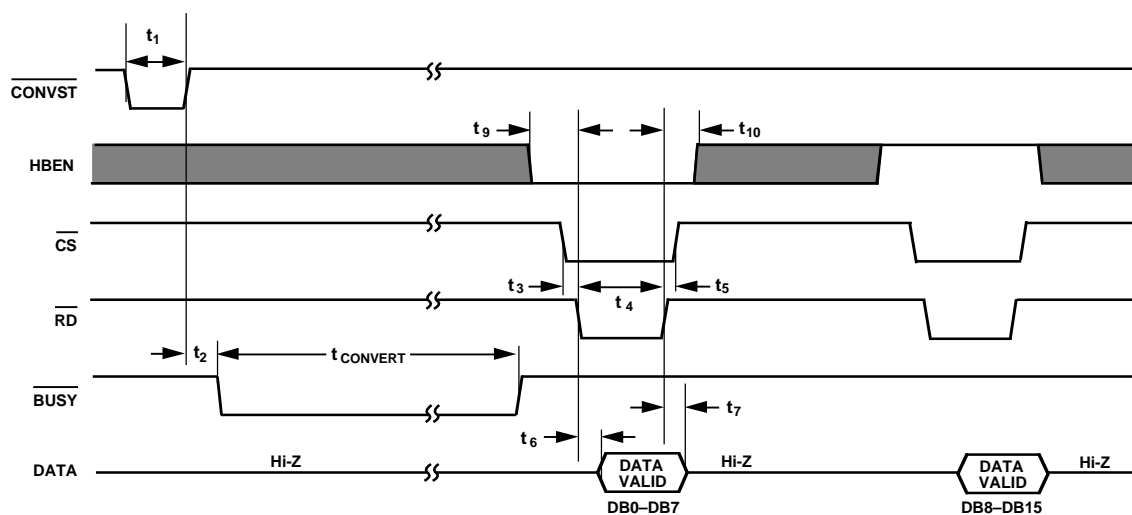 t1
CONVST
t9
t10
HBEN
CS
t3
t4
t5
RD
t2
tCONVERT
BUSY
t7
t6
DATA
Hi-Z
DATA VALID
Hi-Z
DATA VALID
Hi-Z
DB0–DB7
DB8–DB15